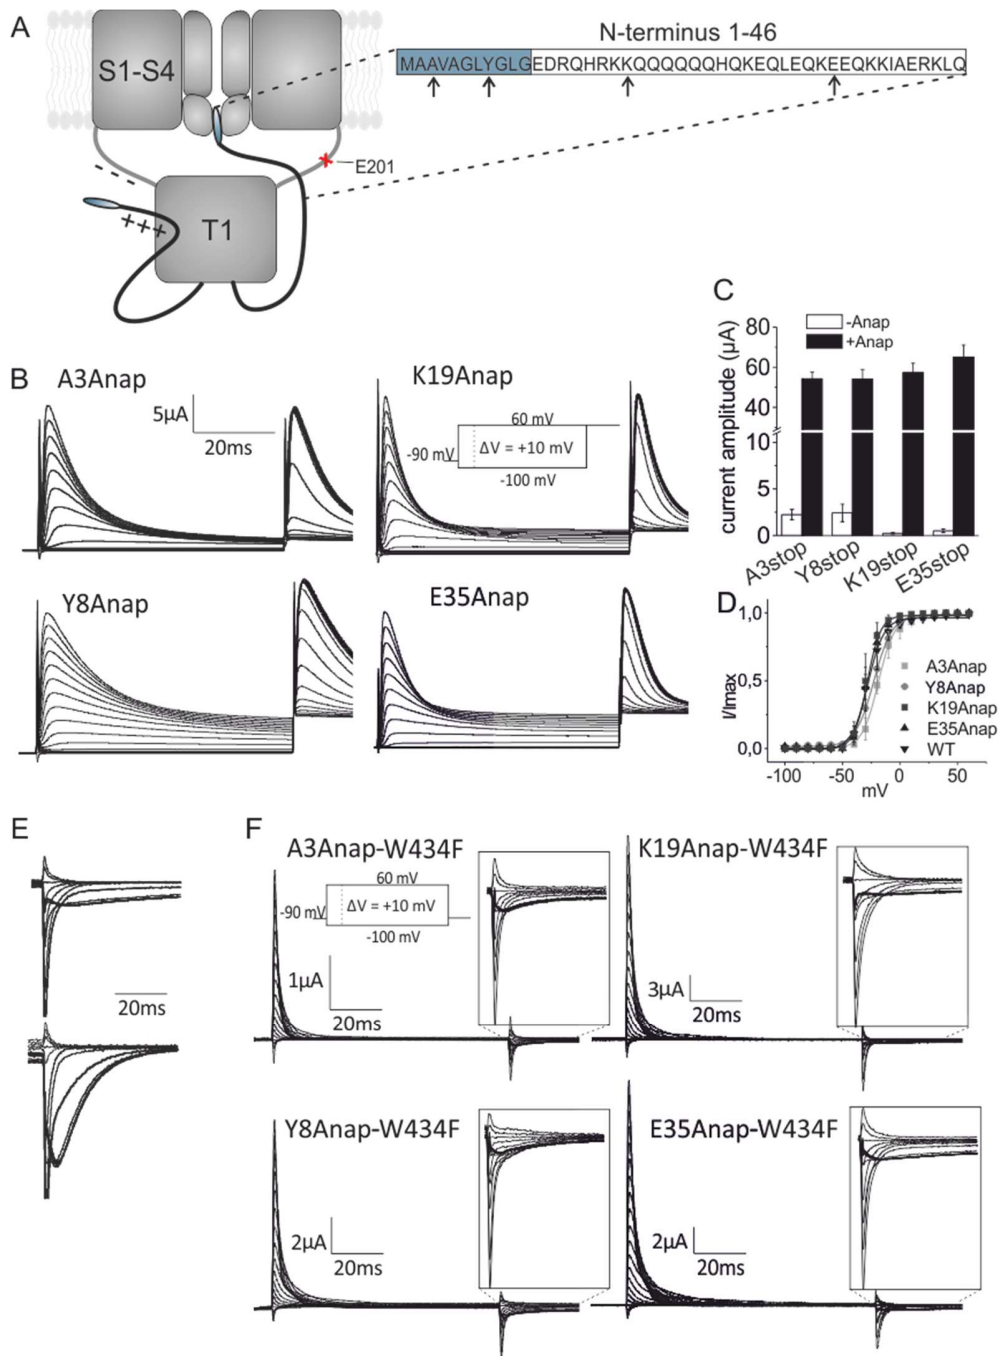 A
N-terminus 1-46
MAAVAGLYGLGEDRQHRKKQQQQQQHQKEQLEQKEEQKKIAERKLQ
S1-S4
E201
+++
T1
B
A3Anap
5µA
20ms
K19Anap
60 mV
-90 mV
ΔV = +10 mV
-100 mV
Y8Anap
E35Anap
C
-Anap
+Anap
current amplitude (µA)
80
60
40
10
5
0
A3stop
Y8stop
K19stop
E35stop
D
I/Imax
1,0
0,5
0,0
A3Anap
Y8Anap
K19Anap
E35Anap
WT
-100
-50
0
50
mV
E
20ms
F
A3Anap-W434F
60 mV
-90 mV
ΔV = +10 mV
-100 mV
1µA
20ms
K19Anap-W434F
3µA
20ms
Y8Anap-W434F
2µA
20ms
E35Anap-W434F
2µA
20ms